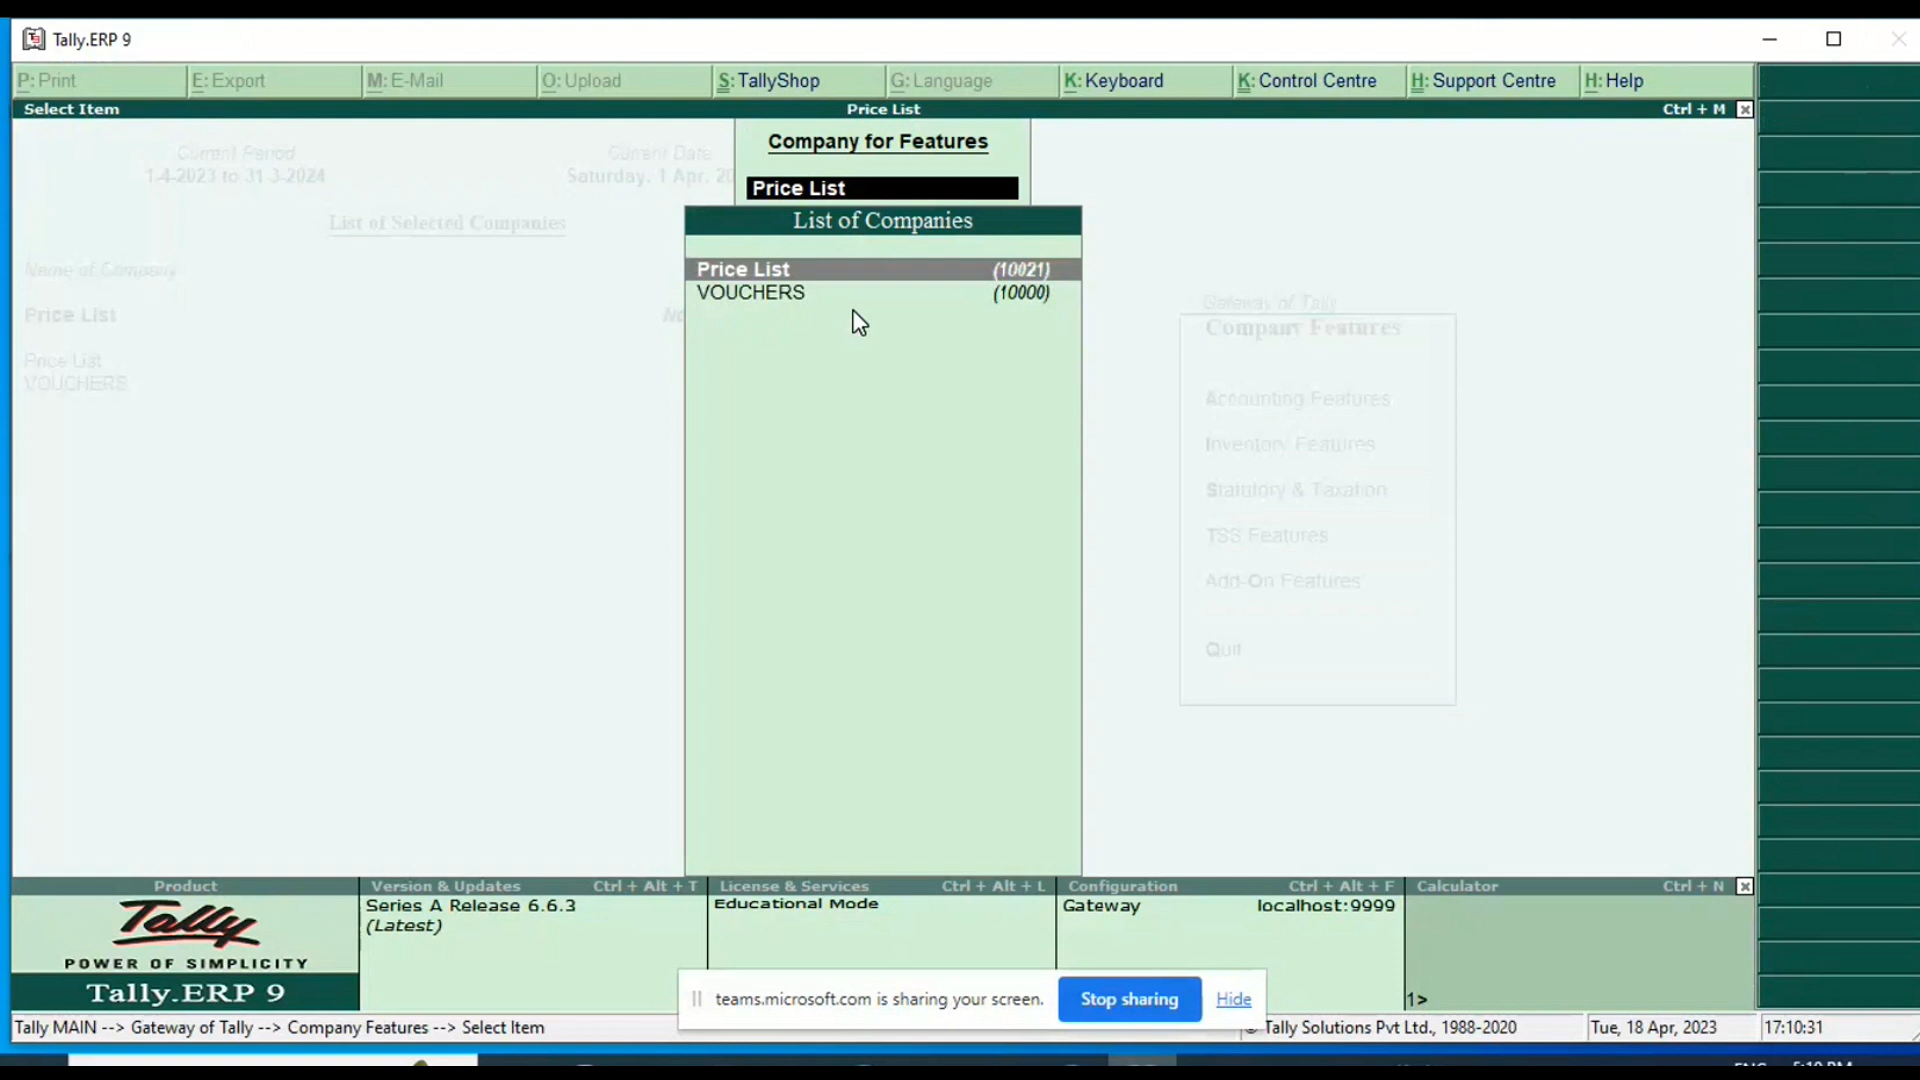 Tally.ERP 9
P: Print
E: Export
M: E-Mail
O: Upload
S: TallyShop
G: Language
K: Keyboard
K: Control Centre
H: Support Centre
H: Help
Select Item
Price List
Ctrl + M
Current Period
1-4-2023 to 31-3-2024
Current Date
Saturday, 1 Apr, 20
List of Selected Companies
Name of Company
Price List
Price List
VOUCHERS
Company for Features
Price List
List of Companies
Price List (10021)
VOUCHERS (10000)
Gateway of Tally
Company Features
Accounting Features
Inventory Features
Statutory & Taxation
TSS Features
Add-On Features
Quit
Product
Tally
POWER OF SIMPLICITY
Tally.ERP 9
Version & Updates Ctrl + Alt + T
Series A Release 6.6.3
(Latest)
License & Services Ctrl + Alt + L
Educational Mode
Configuration Ctrl + Alt + F
Gateway localhost:9999
Calculator Ctrl + N
1>
teams.microsoft.com is sharing your screen.
Stop sharing
Hide
Tally MAIN --> Gateway of Tally --> Company Features --> Select Item
© Tally Solutions Pvt Ltd., 1988-2020
Tue, 18 Apr, 2023
17:10:31